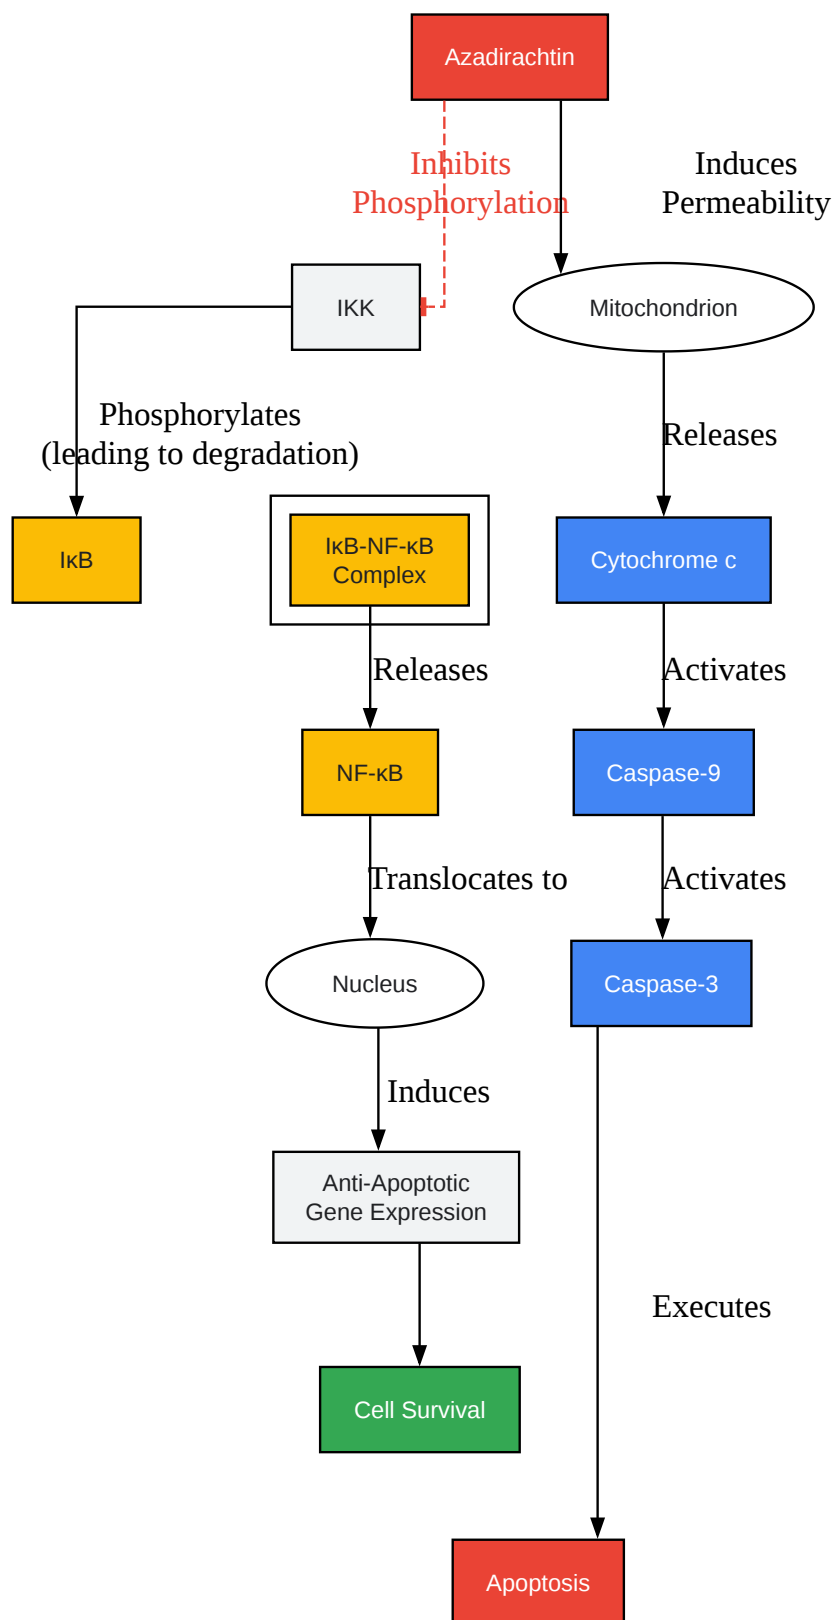 Azadirachtin
Inhibits
Phosphorylation
Induces
Permeability
IKK
Mitochondrion
Phosphorylates
(leading to degradation)
Releases
IκB
IκB-NF-κB
Complex
Cytochrome c
Releases
Activates
NF-κB
Caspase-9
Translocates to
Activates
Nucleus
Caspase-3
Induces
Anti-Apoptotic
Gene Expression
Executes
Cell Survival
Apoptosis